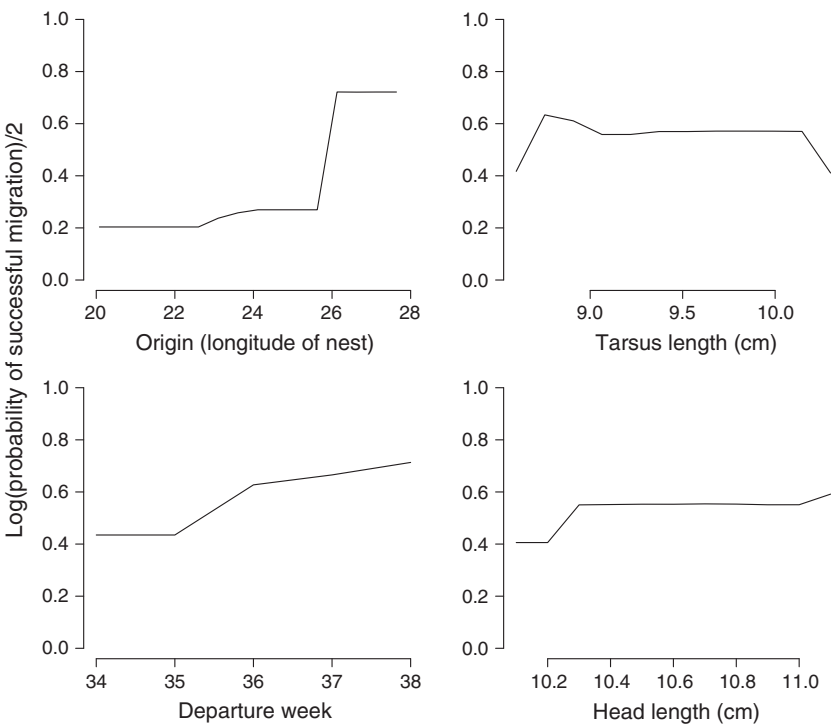 Log(probability of successful migration)/2
1.0
0.8
0.6
0.4
0.2
0.0
20 22 24 26 28
Origin (longitude of nest)
1.0
0.8
0.6
0.4
0.2
0.0
9.0 9.5 10.0
Tarsus length (cm)
1.0
0.8
0.6
0.4
0.2
0.0
34 35 36 37 38
Departure week
1.0
0.8
0.6
0.4
0.2
0.0
10.2 10.4 10.6 10.8 11.0
Head length (cm)